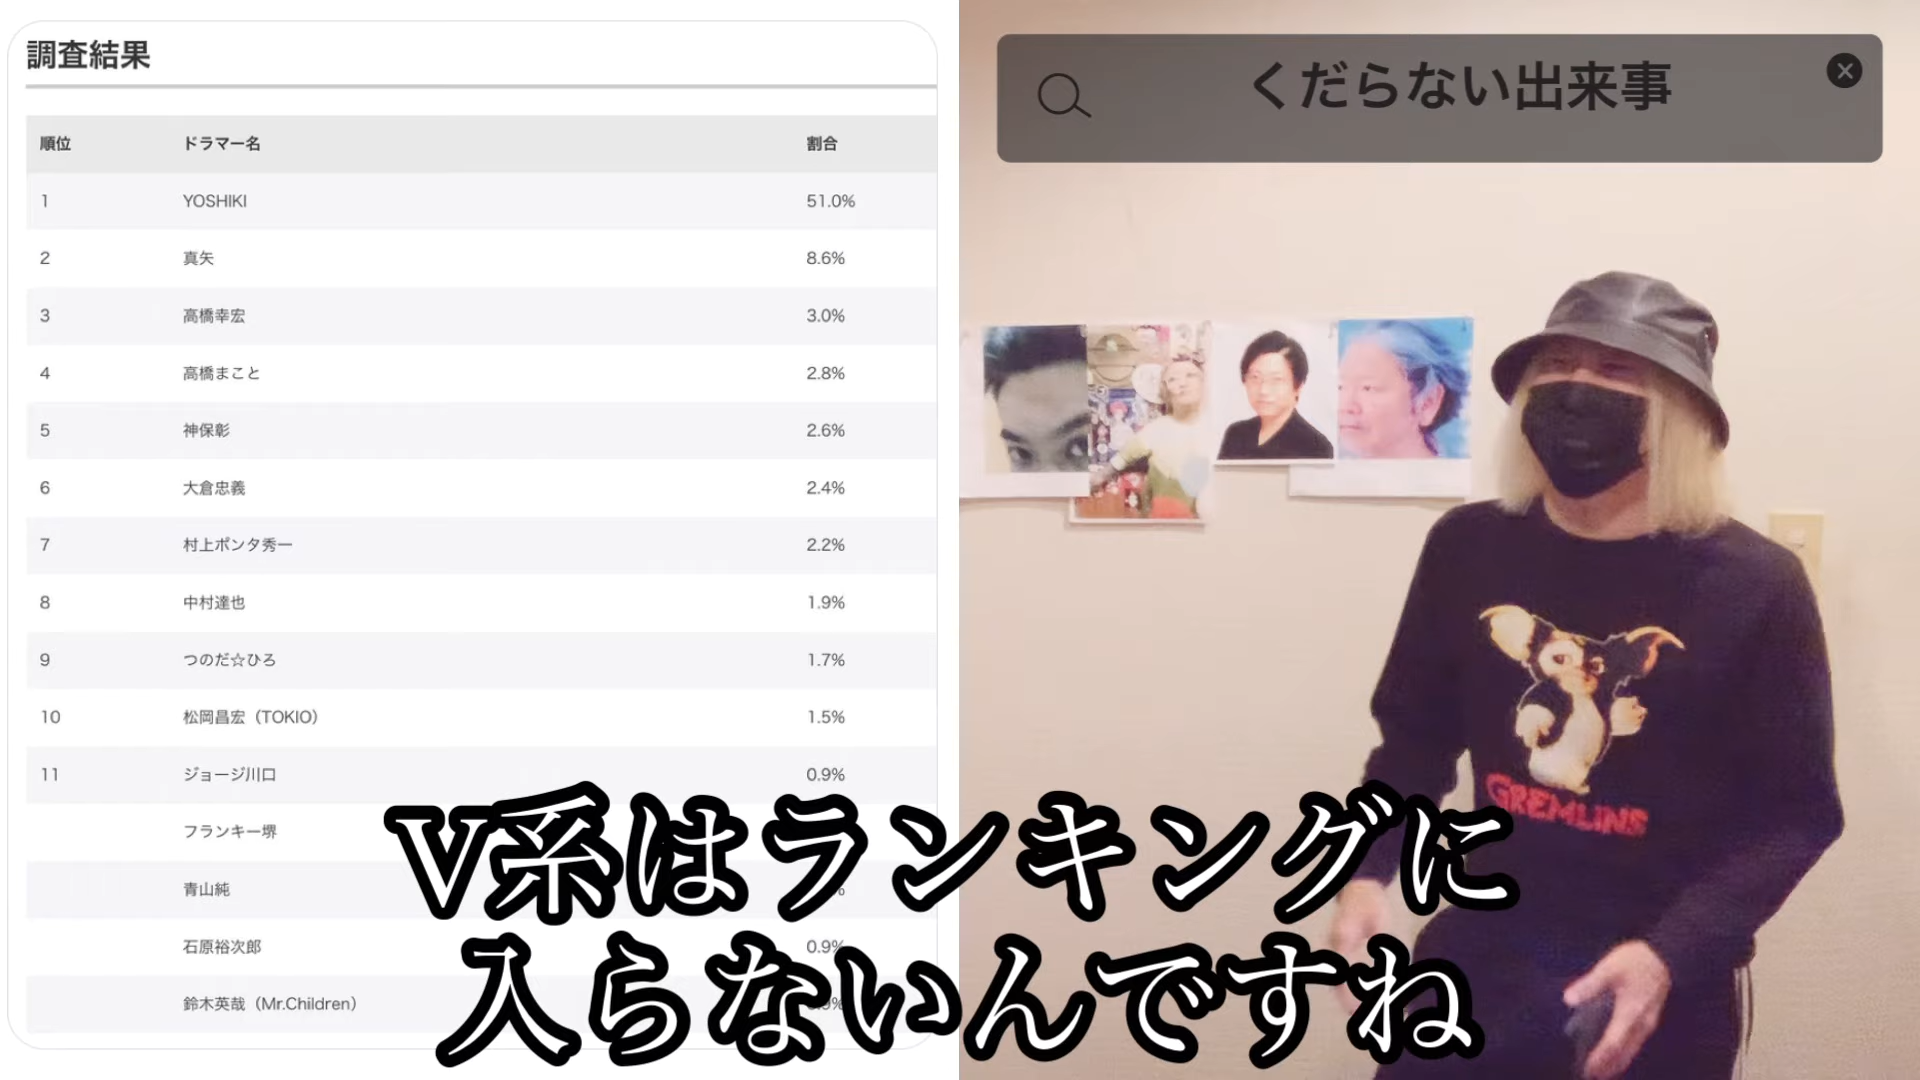 調査結果
順位 ドラマー名 割合
1 YOSHIKI 51.0%
2 真矢 8.6%
3 高橋幸宏 3.0%
4 高橋まこと 2.8%
5 神保彰 2.6%
6 大倉忠義 2.4%
7 村上ポンタ秀一 2.2%
8 中村達也 1.9%
9 つのだ☆ひろ 1.7%
10 松岡昌宏（TOKIO） 1.5%
11 ジョージ川口 0.9%
フランキー堺
青山純
石原裕次郎 0.9%
鈴木英哉（Mr.Children）
くだらない出来事
GREMLINS
V系はランキングに
入らないんですね